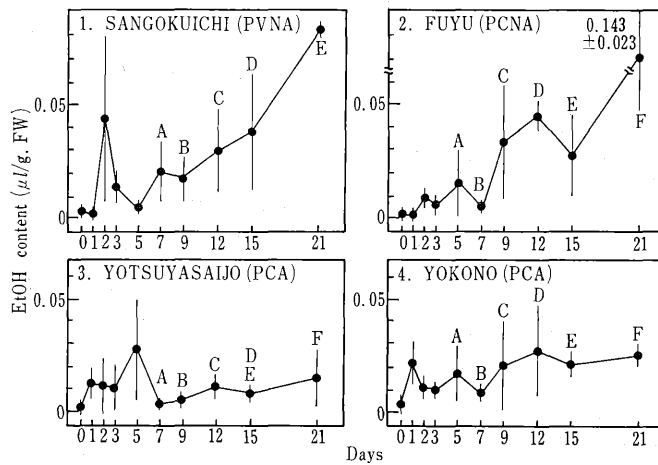 EtOH content (μl/g. FW)
1. SANGOKUICHI (PVNA)
0.05
0
A
B
C
D
E
0 1 2 3 5 7 9 12 15 21
2. FUYU (PCNA)
0.143
±0.023
0.05
0
A
B
C
D
E
F
0 1 2 3 5 7 9 12 15 21
3. YOTSUYASAIJO (PCA)
0.05
0
A
B
C
D
E
F
0 1 2 3 5 7 9 12 15 21
4. YOKONO (PCA)
0.05
0
A
B
C
D
E
F
0 1 2 3 5 7 9 12 15 21
Days